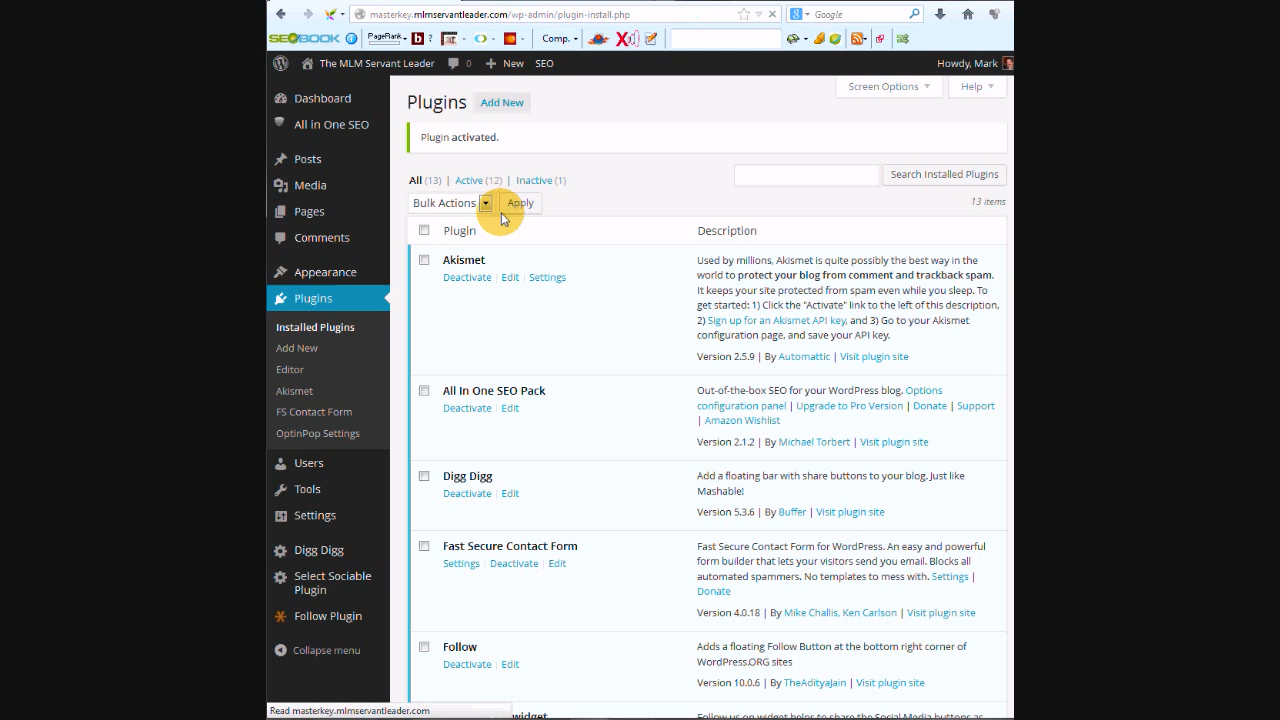 masterkey.mlmservantleader.com/wp-admin/plugin-install.php
Google
SEOBOOK
PageRank
b ?
Comp.
The MLM Servant Leader 0 New SEO
Howdy, Mark
Dashboard
All in One SEO
Posts
Media
Pages
Comments
Appearance
Plugins
Installed Plugins
Add New
Editor
Akismet
FS Contact Form
OptinPop Settings
Users
Tools
Settings
Digg Digg
Select Sociable
Plugin
Follow Plugin
Collapse menu
Screen Options Help
Plugins Add New
Plugin activated.
All (13) | Active (12) | Inactive (1)
Search Installed Plugins
Bulk Actions Apply
13 items
Plugin Description
Akismet
Deactivate | Edit | Settings
Used by millions, Akismet is quite possibly the best way in the
world to protect your blog from comment and trackback spam.
It keeps your site protected from spam even while you sleep. To
get started: 1) Click the "Activate" link to the left of this description,
2) Sign up for an Akismet API key, and 3) Go to your Akismet
configuration page, and save your API key.
Version 2.5.9 | By Automattic | Visit plugin site
All In One SEO Pack
Deactivate | Edit
Out-of-the-box SEO for your WordPress blog. Options
configuration panel | Upgrade to Pro Version | Donate | Support
| Amazon Wishlist
Version 2.1.2 | By Michael Torbert | Visit plugin site
Digg Digg
Deactivate | Edit
Add a floating bar with share buttons to your blog. Just like
Mashable!
Version 5.3.6 | By Buffer | Visit plugin site
Fast Secure Contact Form
Settings | Deactivate | Edit
Fast Secure Contact Form for WordPress. An easy and powerful
form builder that lets your visitors send you email. Blocks all
automated spammers. No templates to mess with. Settings |
Donate
Version 4.0.18 | By Mike Challis, Ken Carlson | Visit plugin site
Follow
Deactivate | Edit
Adds a floating Follow Button at the bottom right corner of
WordPress.ORG sites
Version 10.0.6 | By TheAdityaJain | Visit plugin site
widget
Follow us on widget helps to share the Social Media buttons as
Read masterkey.mlmservantleader.com